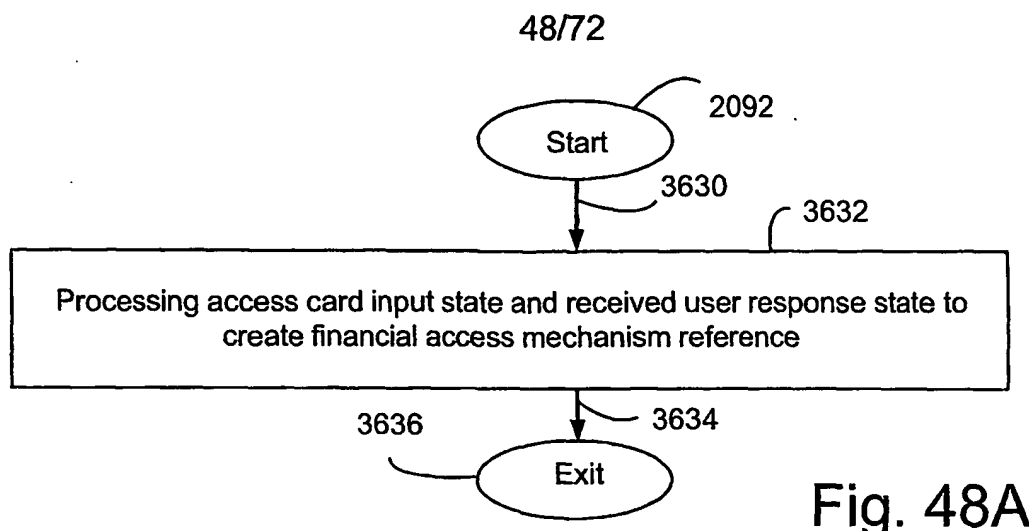 48/72
2092
Start
3630
3632
Processing access card input state and received user response state to
create financial access mechanism reference
3636
3634
Exit
Fig. 48A